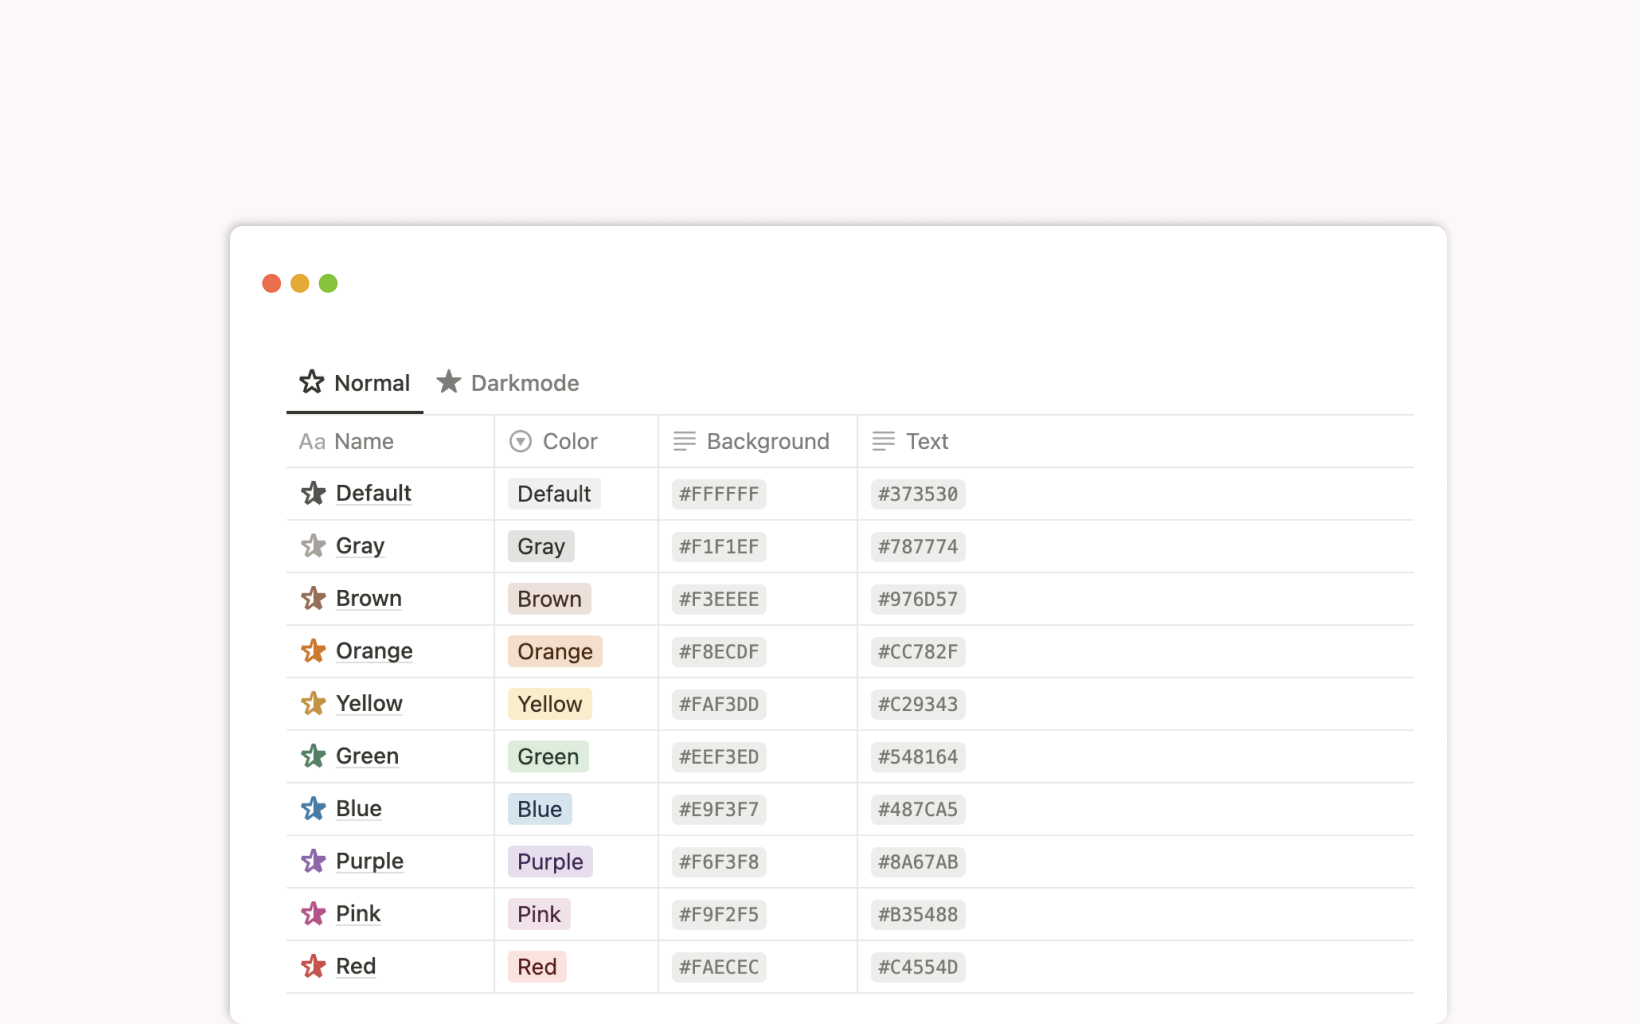 Normal Darkmode
Aa Name Color Background Text
Default Default #FFFFFF #373530
Gray Gray #F1F1EF #787774
Brown Brown #F3EEEE #976D57
Orange Orange #F8ECDF #CC782F
Yellow Yellow #FAF3DD #C29343
Green Green #EEF3ED #548164
Blue Blue #E9F3F7 #487CA5
Purple Purple #F6F3F8 #8A67AB
Pink Pink #F9F2F5 #B35488
Red Red #FAECEC #C4554D